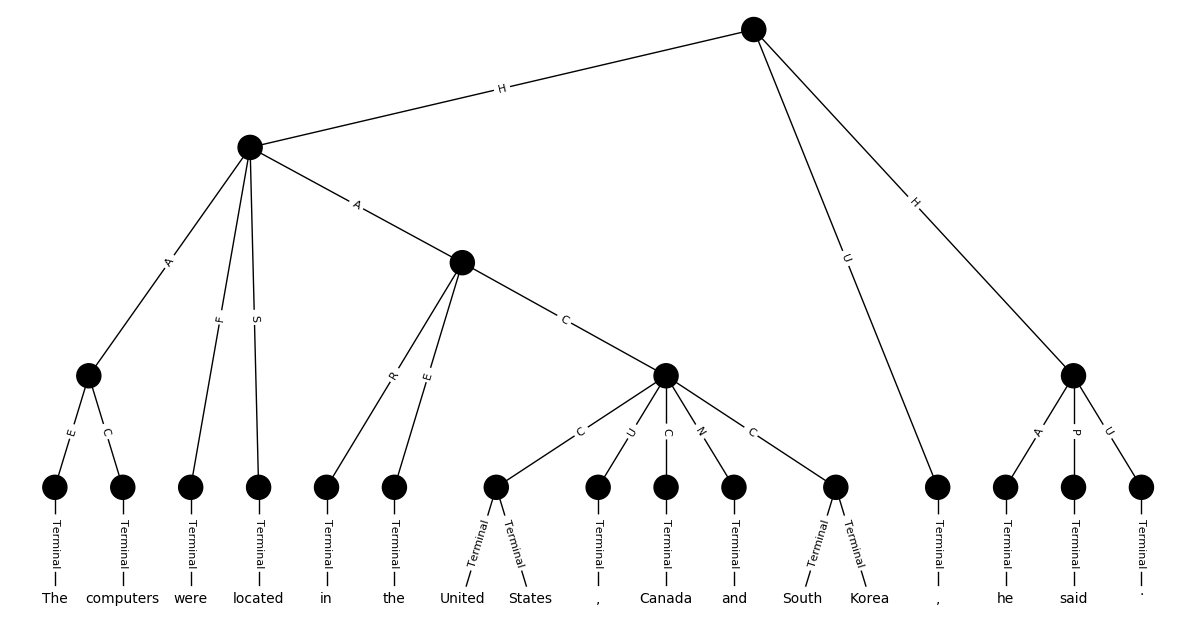 H
A
A
U
H
F
S
C
R
E
E
C
C
U
C
N
C
A
P
U
Terminal Terminal Terminal Terminal Terminal Terminal Terminal Terminal Terminal Terminal Terminal Terminal Terminal Terminal Terminal Terminal Terminal
The computers were located in the United States , Canada and South Korea , he said .